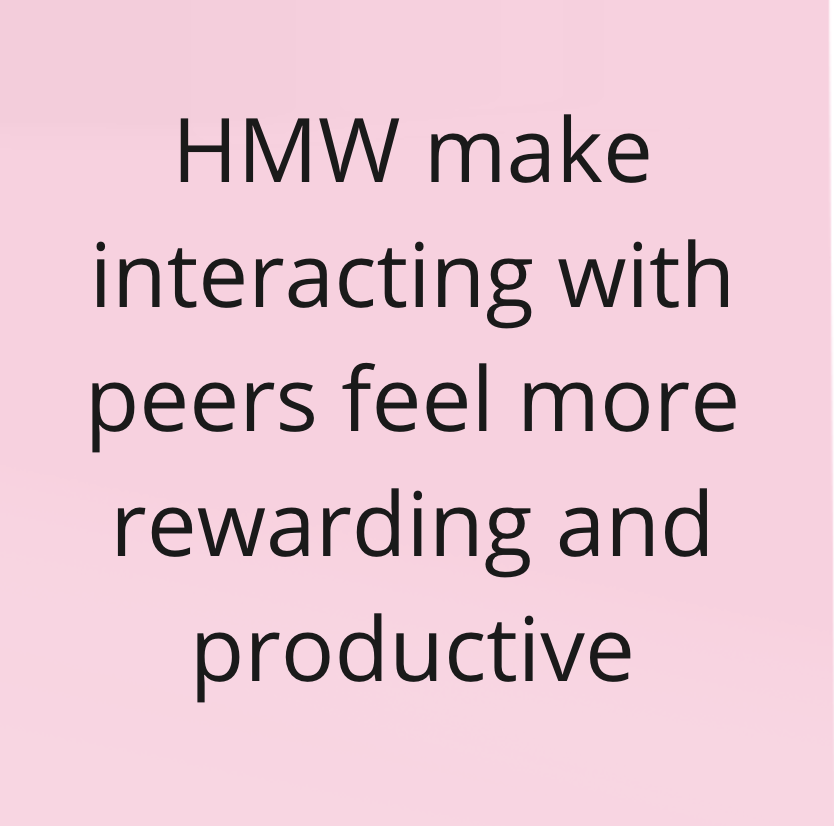 HMW make
interacting with
peers feel more
rewarding and
productive